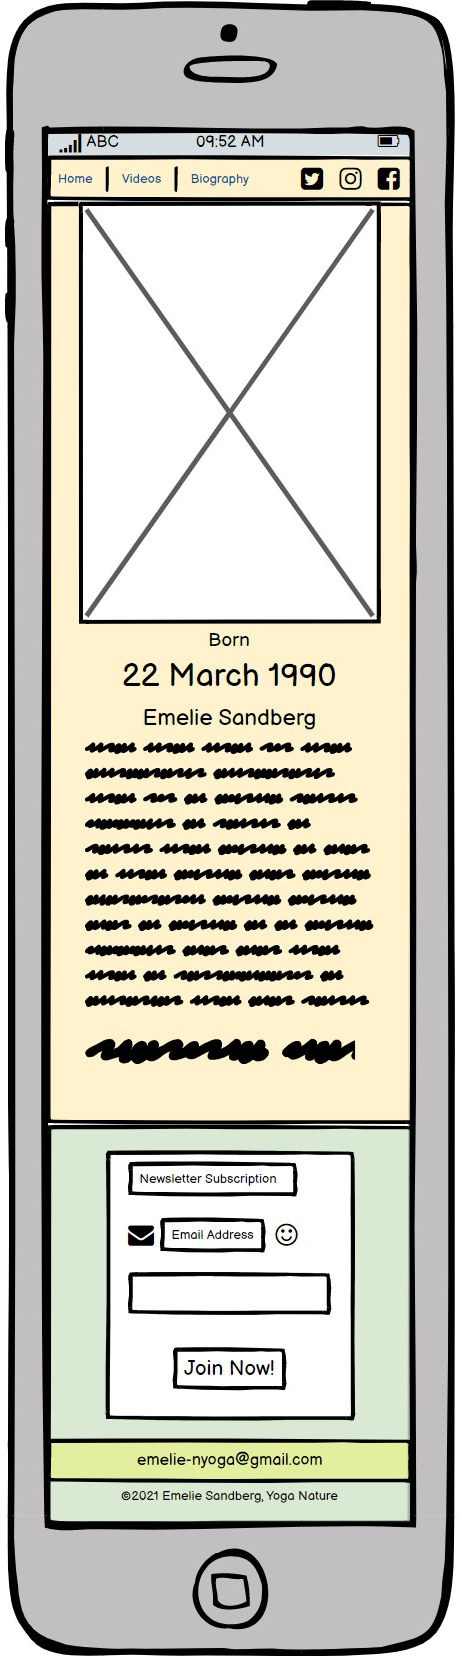 ABC 09:52 AM
Home Videos Biography
Born
22 March 1990
Emelie Sandberg
Newsletter Subscription
Email Address
Join Now!
emelie-nyoga@gmail.com
©2021 Emelie Sandberg, Yoga Nature